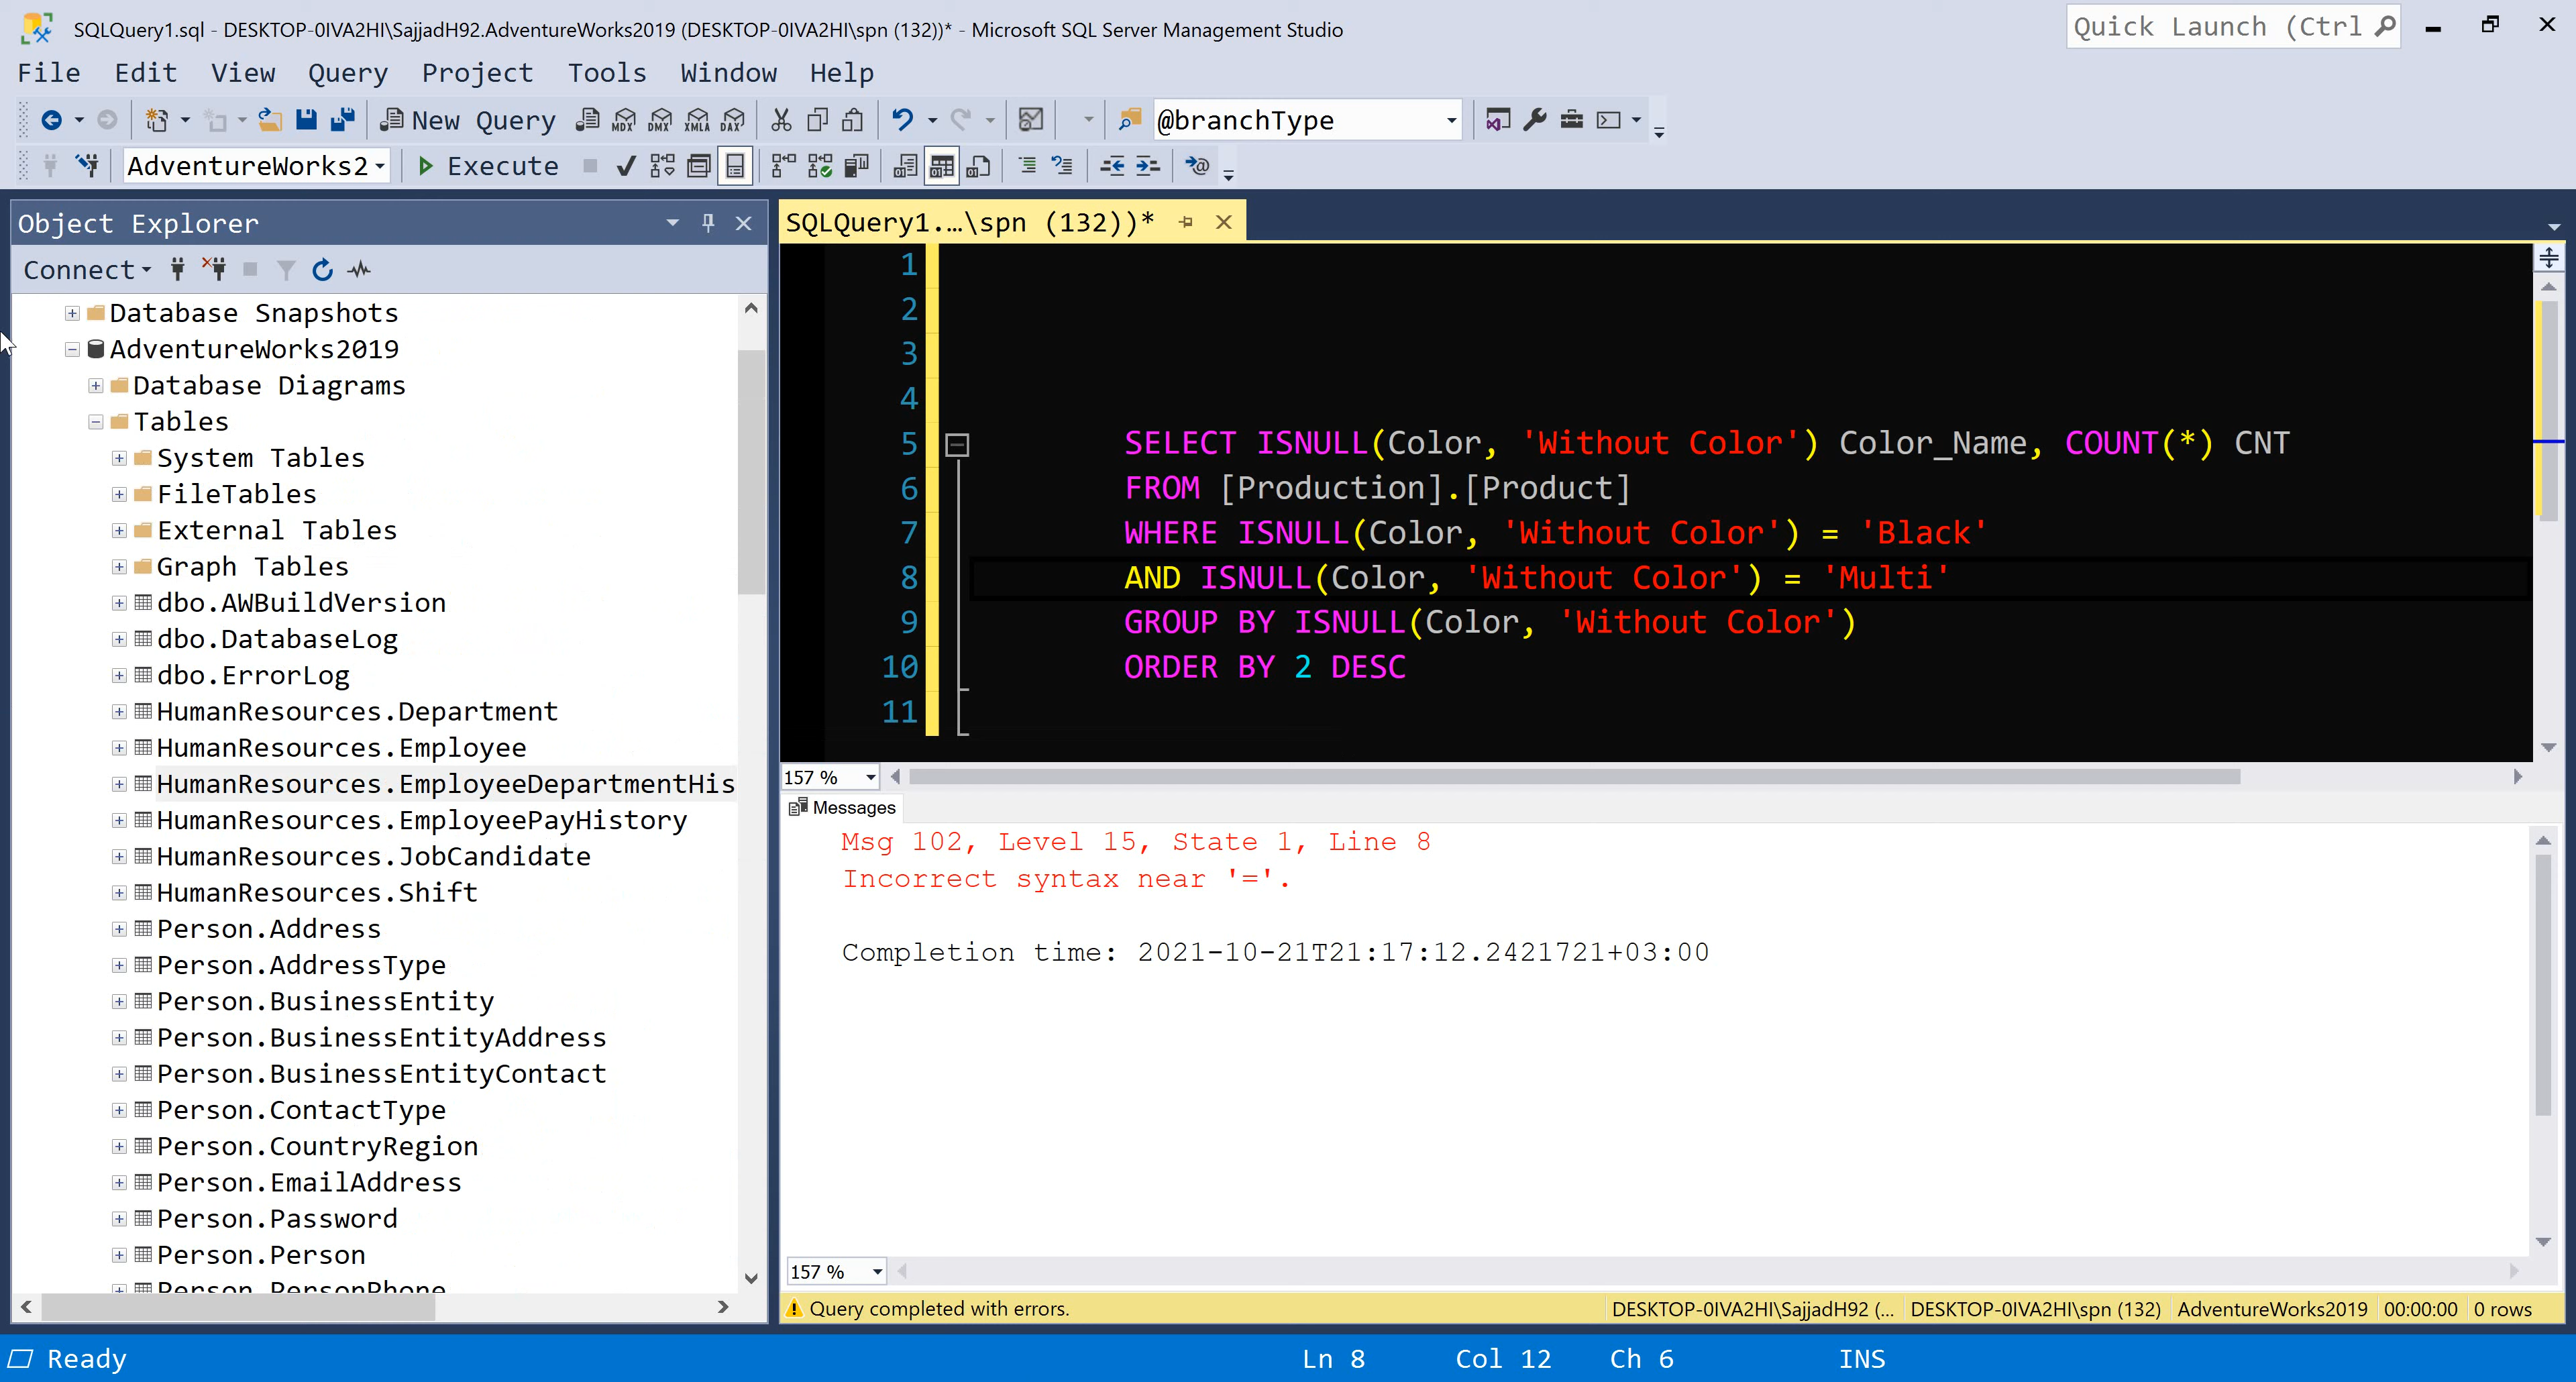 SQLQuery1.sql - DESKTOP-0IVA2HI\SajjadH92.AdventureWorks2019 (DESKTOP-0IVA2HI\spn (132))* - Microsoft SQL Server Management Studio
Quick Launch (Ctrl
File Edit View Query Project Tools Window Help
New Query MDX DMX XMLA DAX @branchType
AdventureWorks2 Execute
Object Explorer
Connect
Database Snapshots
AdventureWorks2019
Database Diagrams
Tables
System Tables
FileTables
External Tables
Graph Tables
dbo.AWBuildVersion
dbo.DatabaseLog
dbo.ErrorLog
HumanResources.Department
HumanResources.Employee
HumanResources.EmployeeDepartmentHis
HumanResources.EmployeePayHistory
HumanResources.JobCandidate
HumanResources.Shift
Person.Address
Person.AddressType
Person.BusinessEntity
Person.BusinessEntityAddress
Person.BusinessEntityContact
Person.ContactType
Person.CountryRegion
Person.EmailAddress
Person.Password
Person.Person
Person.PersonPhone
SQLQuery1....\spn (132))*
1
2
3
4
5 SELECT ISNULL(Color, 'Without Color') Color_Name, COUNT(*) CNT
6 FROM [Production].[Product]
7 WHERE ISNULL(Color, 'Without Color') = 'Black'
8 AND ISNULL(Color, 'Without Color') = 'Multi'
9 GROUP BY ISNULL(Color, 'Without Color')
10 ORDER BY 2 DESC
11
157 %
Messages
Msg 102, Level 15, State 1, Line 8
Incorrect syntax near '='.
Completion time: 2021-10-21T21:17:12.2421721+03:00
157 %
Query completed with errors. DESKTOP-0IVA2HI\SajjadH92 (... DESKTOP-0IVA2HI\spn (132) AdventureWorks2019 00:00:00 0 rows
Ready Ln 8 Col 12 Ch 6 INS